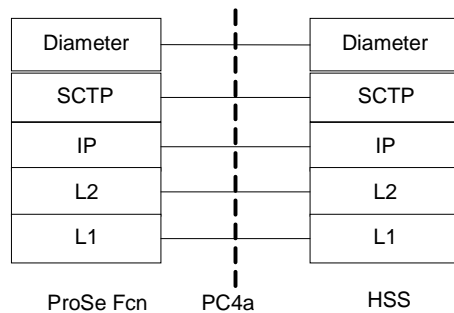 Diameter Diameter
SCTP SCTP
IP IP
L2 L2
L1 L1
ProSe Fcn PC4a HSS